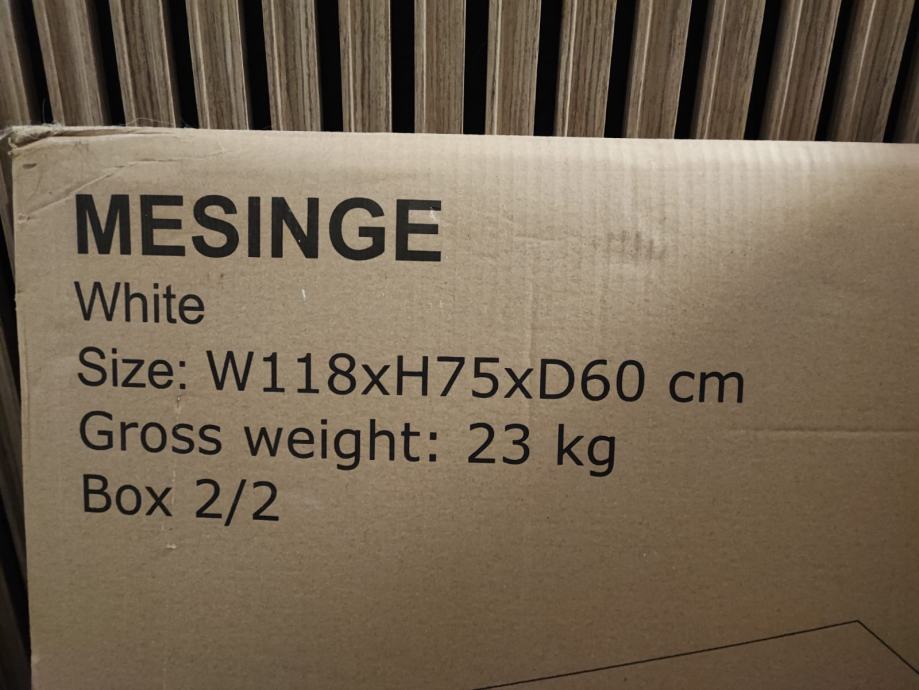 MESINGE
White
Size: W118xH75xD60 cm
Gross weight: 23 kg
Box 2/2